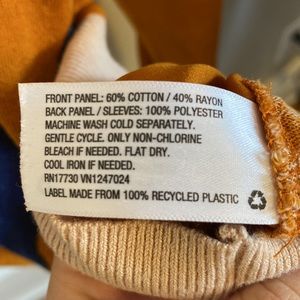 FRONT PANEL: 60% COTTON / 40% RAYON
BACK PANEL / SLEEVES: 100% POLYESTER
MACHINE WASH COLD SEPARATELY.
GENTLE CYCLE. ONLY NON-CHLORINE
BLEACH IF NEEDED. FLAT DRY.
COOL IRON IF NEEDED.
RN17730 VN1247024
LABEL MADE FROM 100% RECYCLED PLASTIC